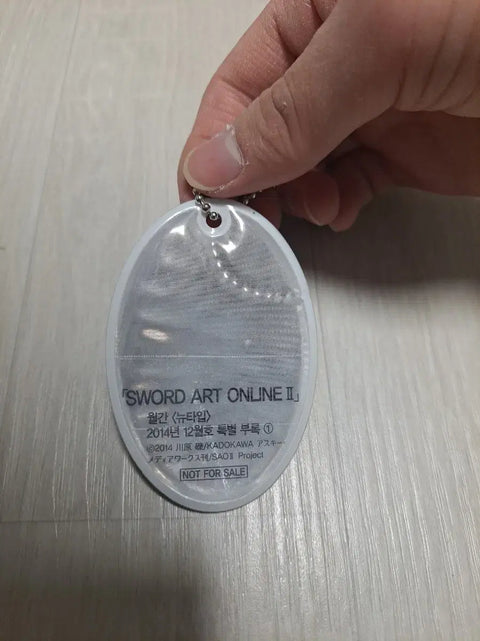 「SWORD ART ONLINE Ⅱ」
월간 〈뉴타입〉
2014년 12월호 특별 부록 ①
©2014 川原 礫/KADOKAWA アスキー・
メディアワークス刊/SAOⅡ Project
NOT FOR SALE